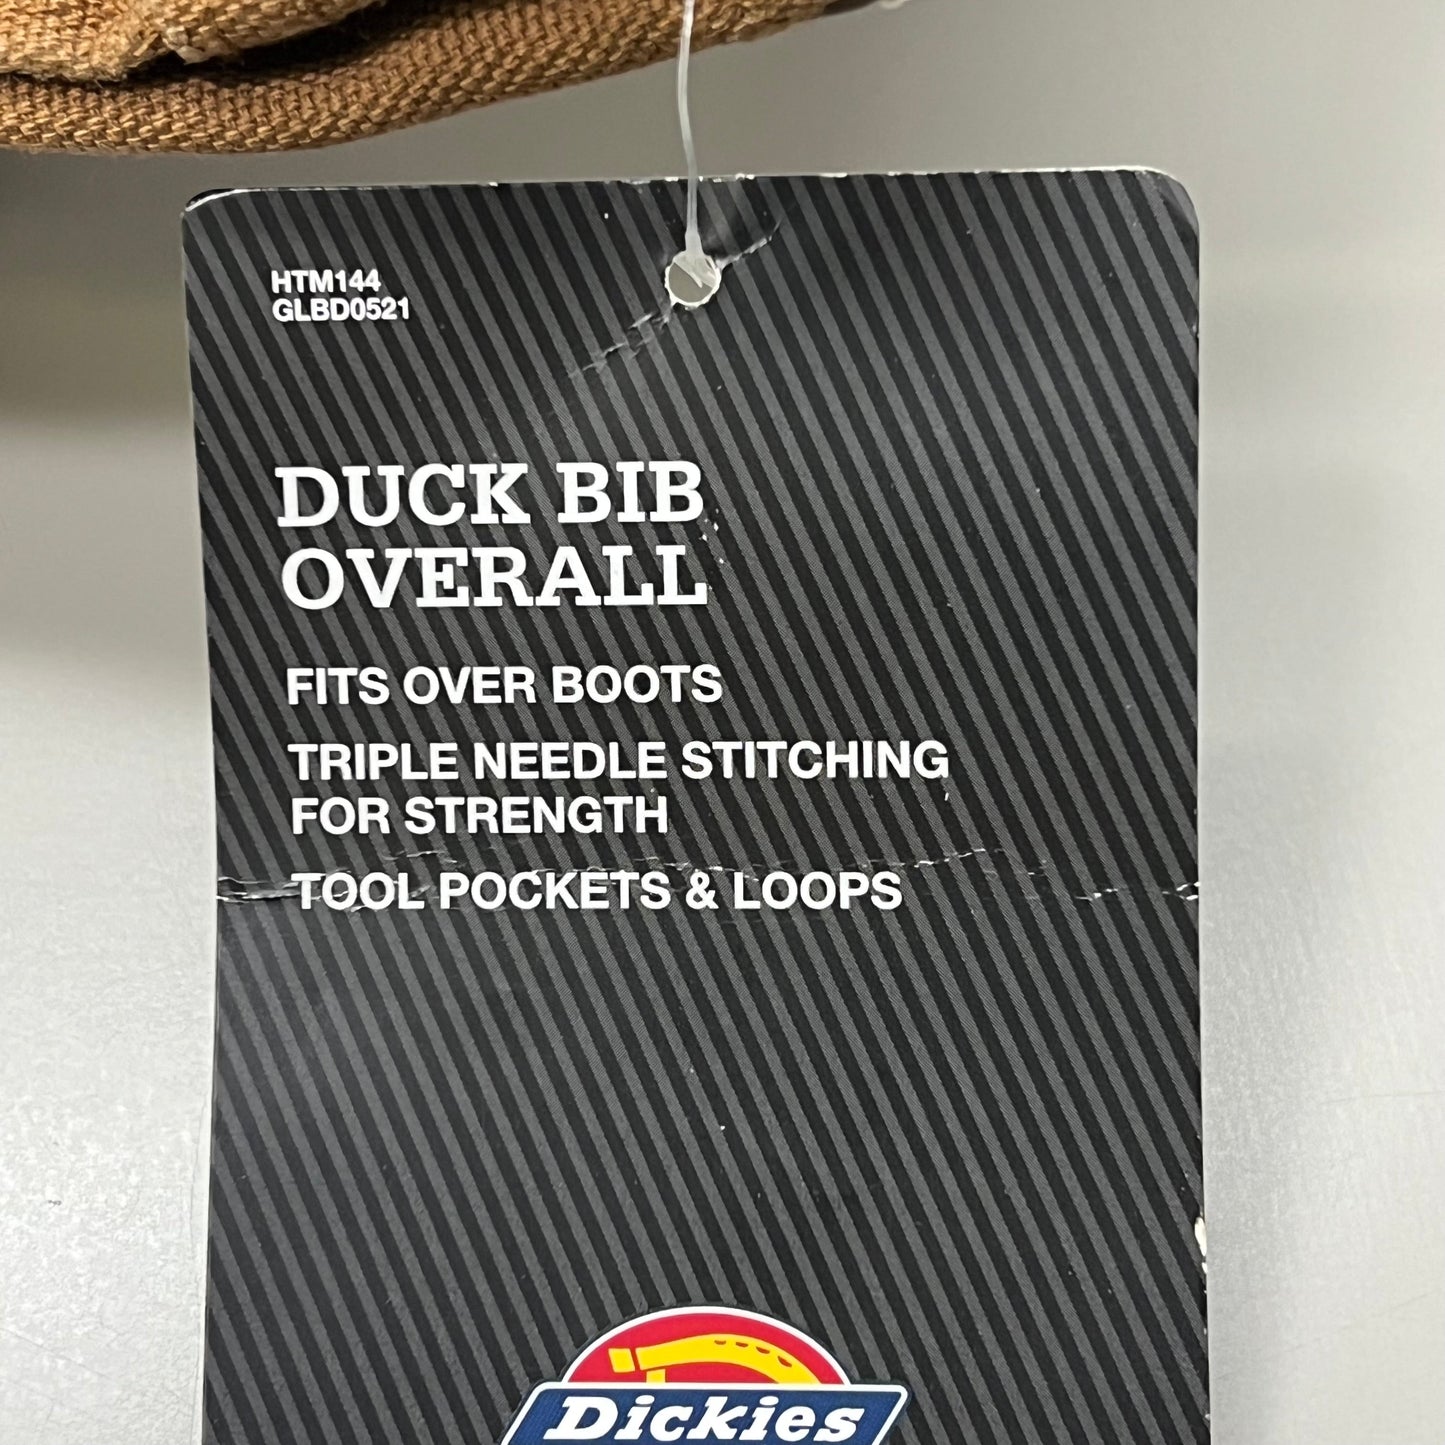 HTM144
GLBD0521
DUCK BIB
OVERALL
FITS OVER BOOTS
TRIPLE NEEDLE STITCHING
FOR STRENGTH
TOOL POCKETS & LOOPS
Dickies